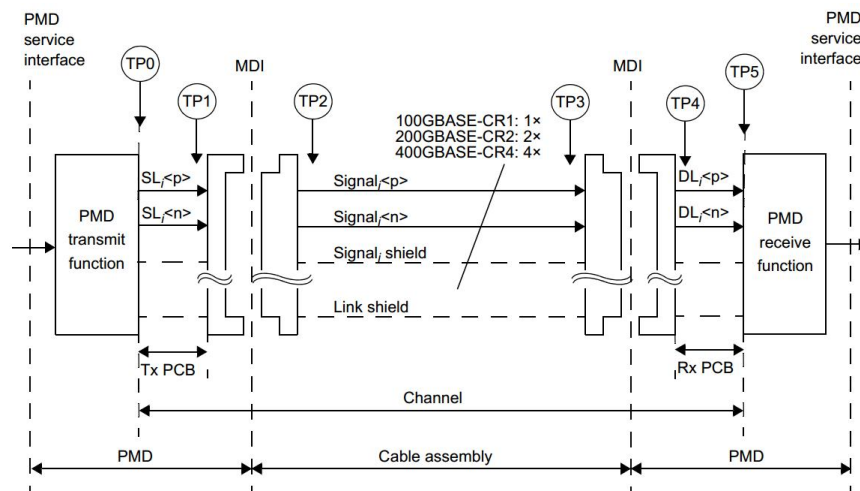 PMD
service
interface
PMD
service
interface
TP0
MDI
MDI
TP5
TP1
TP2
TP3
TP4
100GBASE-CR1: 1×
200GBASE-CR2: 2×
400GBASE-CR4: 4×
SLi<p>
Signali<p>
DLi<p>
SLi<n>
Signali<n>
DLi<n>
PMD
transmit
function
PMD
receive
function
Signali shield
Link shield
Tx PCB
Rx PCB
Channel
PMD
Cable assembly
PMD